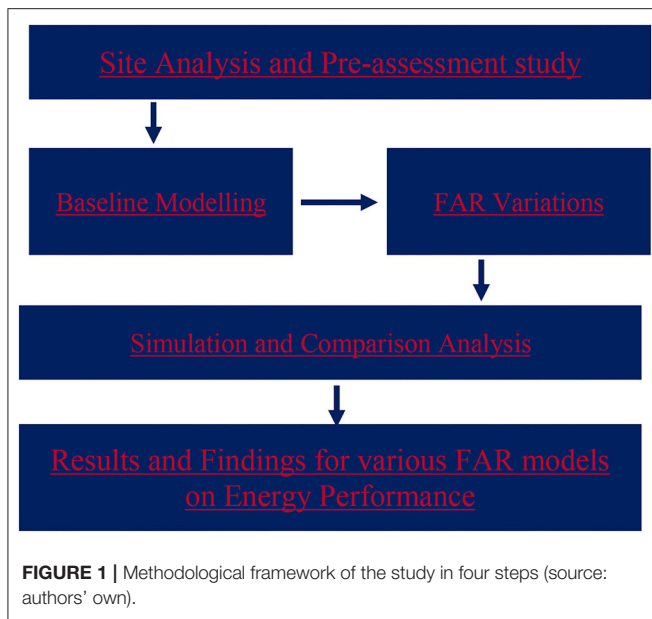 Site Analysis and Pre-assessment study
Baseline Modelling
FAR Variations
Simulation and Comparison Analysis
Results and Findings for various FAR models
on Energy Performance
FIGURE 1 | Methodological framework of the study in four steps (source:
authors’ own).